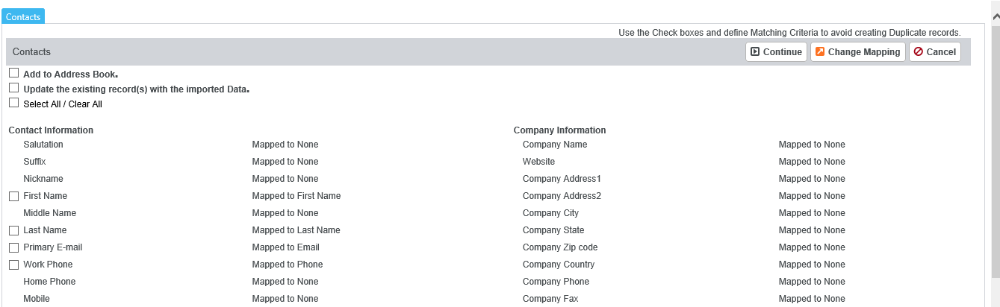 Contacts
Use the Check boxes and define Matching Criteria to avoid creating Duplicate records.
Contacts Continue Change Mapping Cancel
Add to Address Book.
Update the existing record(s) with the imported Data.
Select All / Clear All
Contact Information Company Information
Salutation Mapped to None Company Name Mapped to None
Suffix Mapped to None Website Mapped to None
Nickname Mapped to None Company Address1 Mapped to None
First Name Mapped to First Name Company Address2 Mapped to None
Middle Name Mapped to None Company City Mapped to None
Last Name Mapped to Last Name Company State Mapped to None
Primary E-mail Mapped to Email Company Zip code Mapped to None
Work Phone Mapped to Phone Company Country Mapped to None
Home Phone Mapped to None Company Phone Mapped to None
Mobile Mapped to None Company Fax Mapped to None